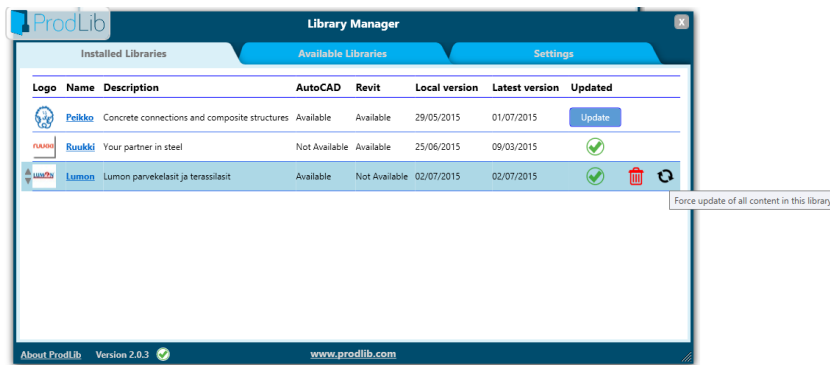 ProdLib
Library Manager
x
Installed Libraries Available Libraries Settings
Logo Name Description AutoCAD Revit Local version Latest version Updated
Peikko Concrete connections and composite structures Available Available 29/05/2015 01/07/2015 Update
ruukki Ruukki Your partner in steel Not Available Available 25/06/2015 09/03/2015
LUMON Lumon Lumon parvekelasit ja terassilasit Available Not Available 02/07/2015 02/07/2015
Force update of all content in this library
About ProdLib Version 2.0.3 www.prodlib.com